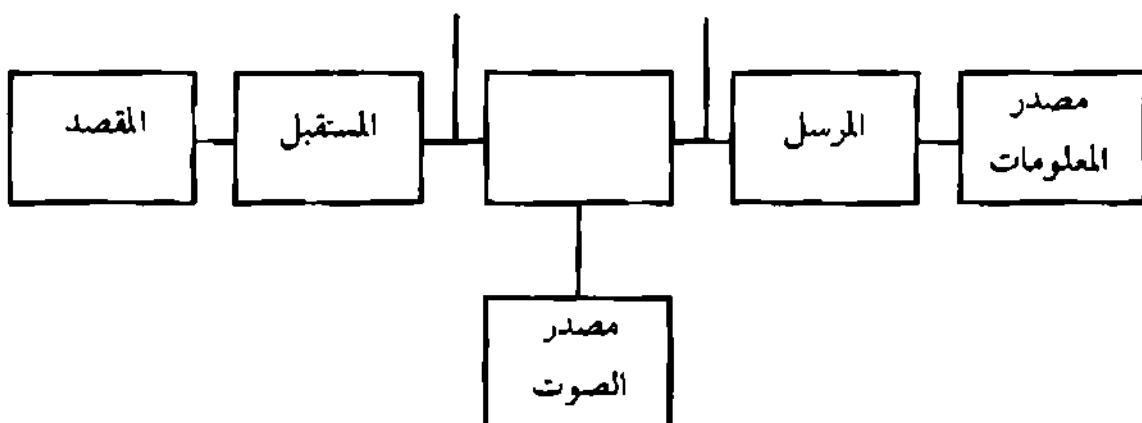 مصدر
المعلومات
المرسل
المستقبل
المقصد
مصدر
الصوت